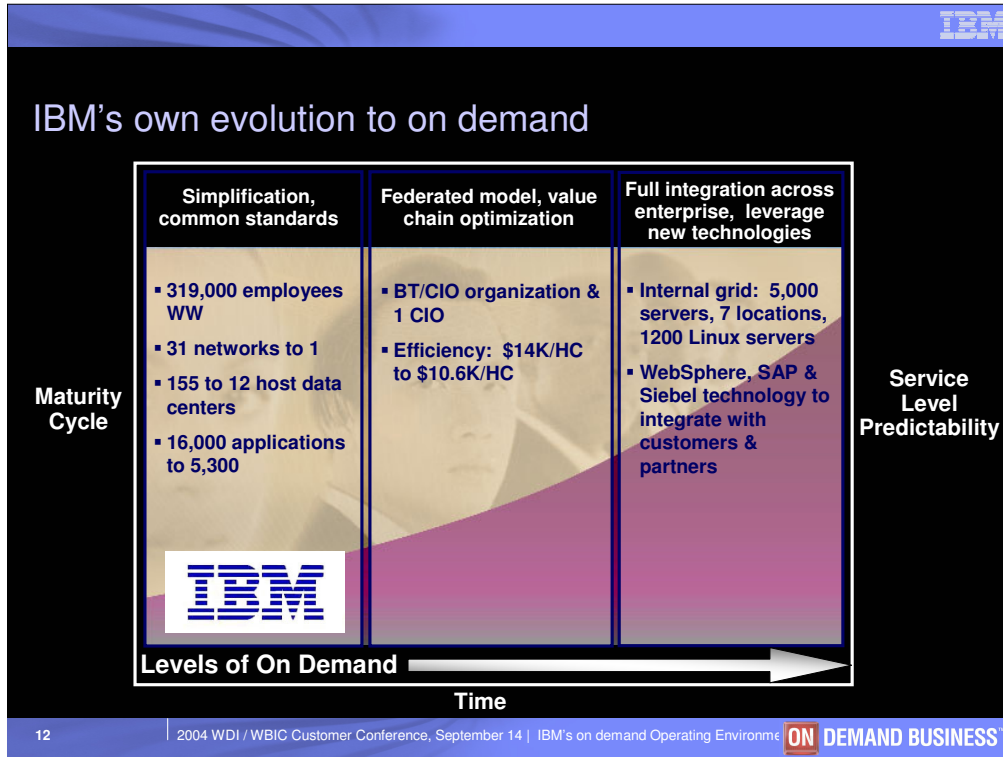 IBM
IBM's own evolution to on demand
Simplification,
common standards
Federated model, value
chain optimization
Full integration across
enterprise, leverage
new technologies
▪ 319,000 employees
WW
▪ 31 networks to 1
▪ 155 to 12 host data
centers
▪ 16,000 applications
to 5,300
▪ BT/CIO organization &
1 CIO
▪ Efficiency: $14K/HC
to $10.6K/HC
▪ Internal grid: 5,000
servers, 7 locations,
1200 Linux servers
▪ WebSphere, SAP &
Siebel technology to
integrate with
customers &
partners
Maturity
Cycle
Service
Level
Predictability
IBM
Levels of On Demand
Time
12
2004 WDI / WBIC Customer Conference, September 14 | IBM's on demand Operating Environme
ON DEMAND BUSINESS™